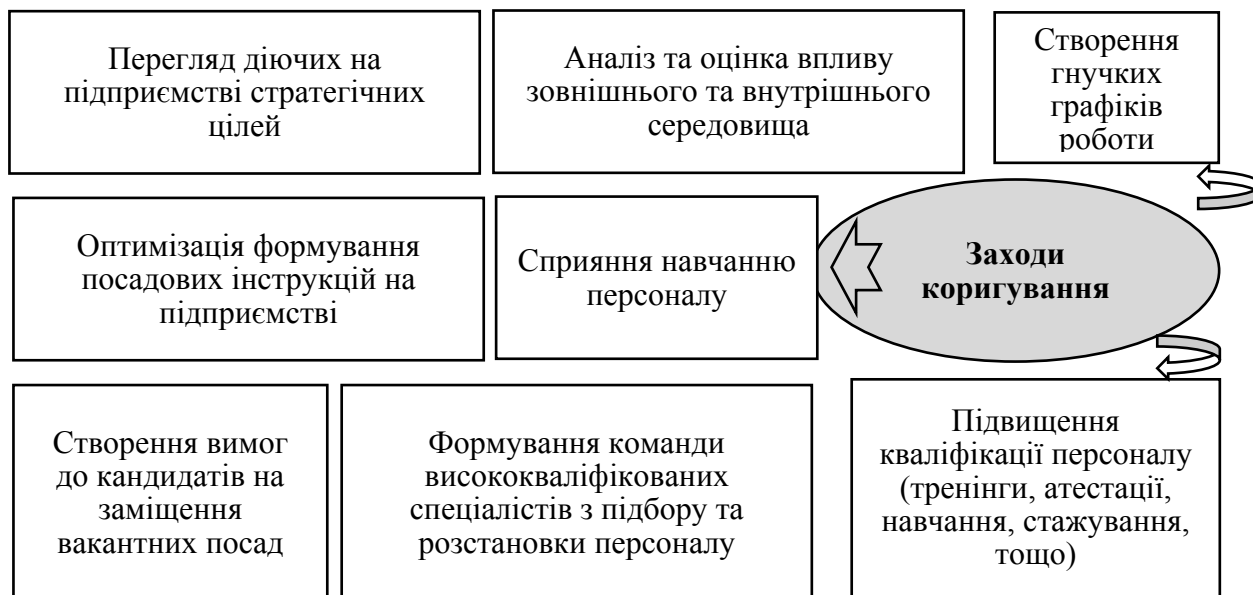 Перегляд діючих на
підприємстві стратегічних
цілей
Аналіз та оцінка впливу
зовнішнього та внутрішнього
середовища
Створення
гнучких
графіків
роботи
Оптимізація формування
посадових інструкцій на
підприємстві
Сприяння навчанню
персоналу
Заходи
коригування
Створення вимог
до кандидатів на
заміщення
вакантних посад
Формування команди
висококваліфікованих
спеціалістів з підбору та
розстановки персоналу
Підвищення
кваліфікації персоналу
(тренінги, атестації,
навчання, стажування,
тощо)